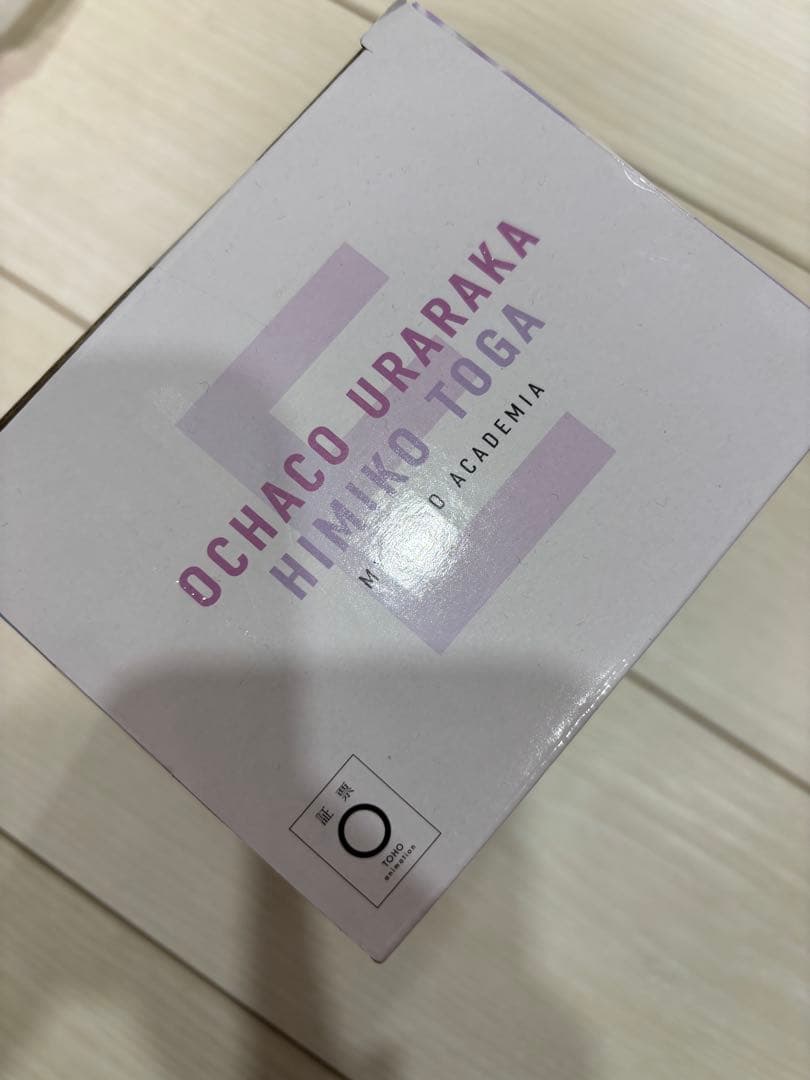 E
OCHACO URARAKA
HIMIKO TOGA
ACADEMIA
証票
TOHO
animation